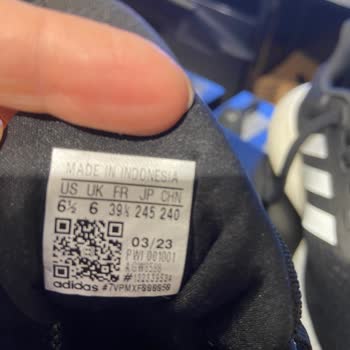 MADE IN INDONESIA
US UK FR JP CHN
6½ 6 39⅓ 245 240
03/23
PWI 001001
adidas